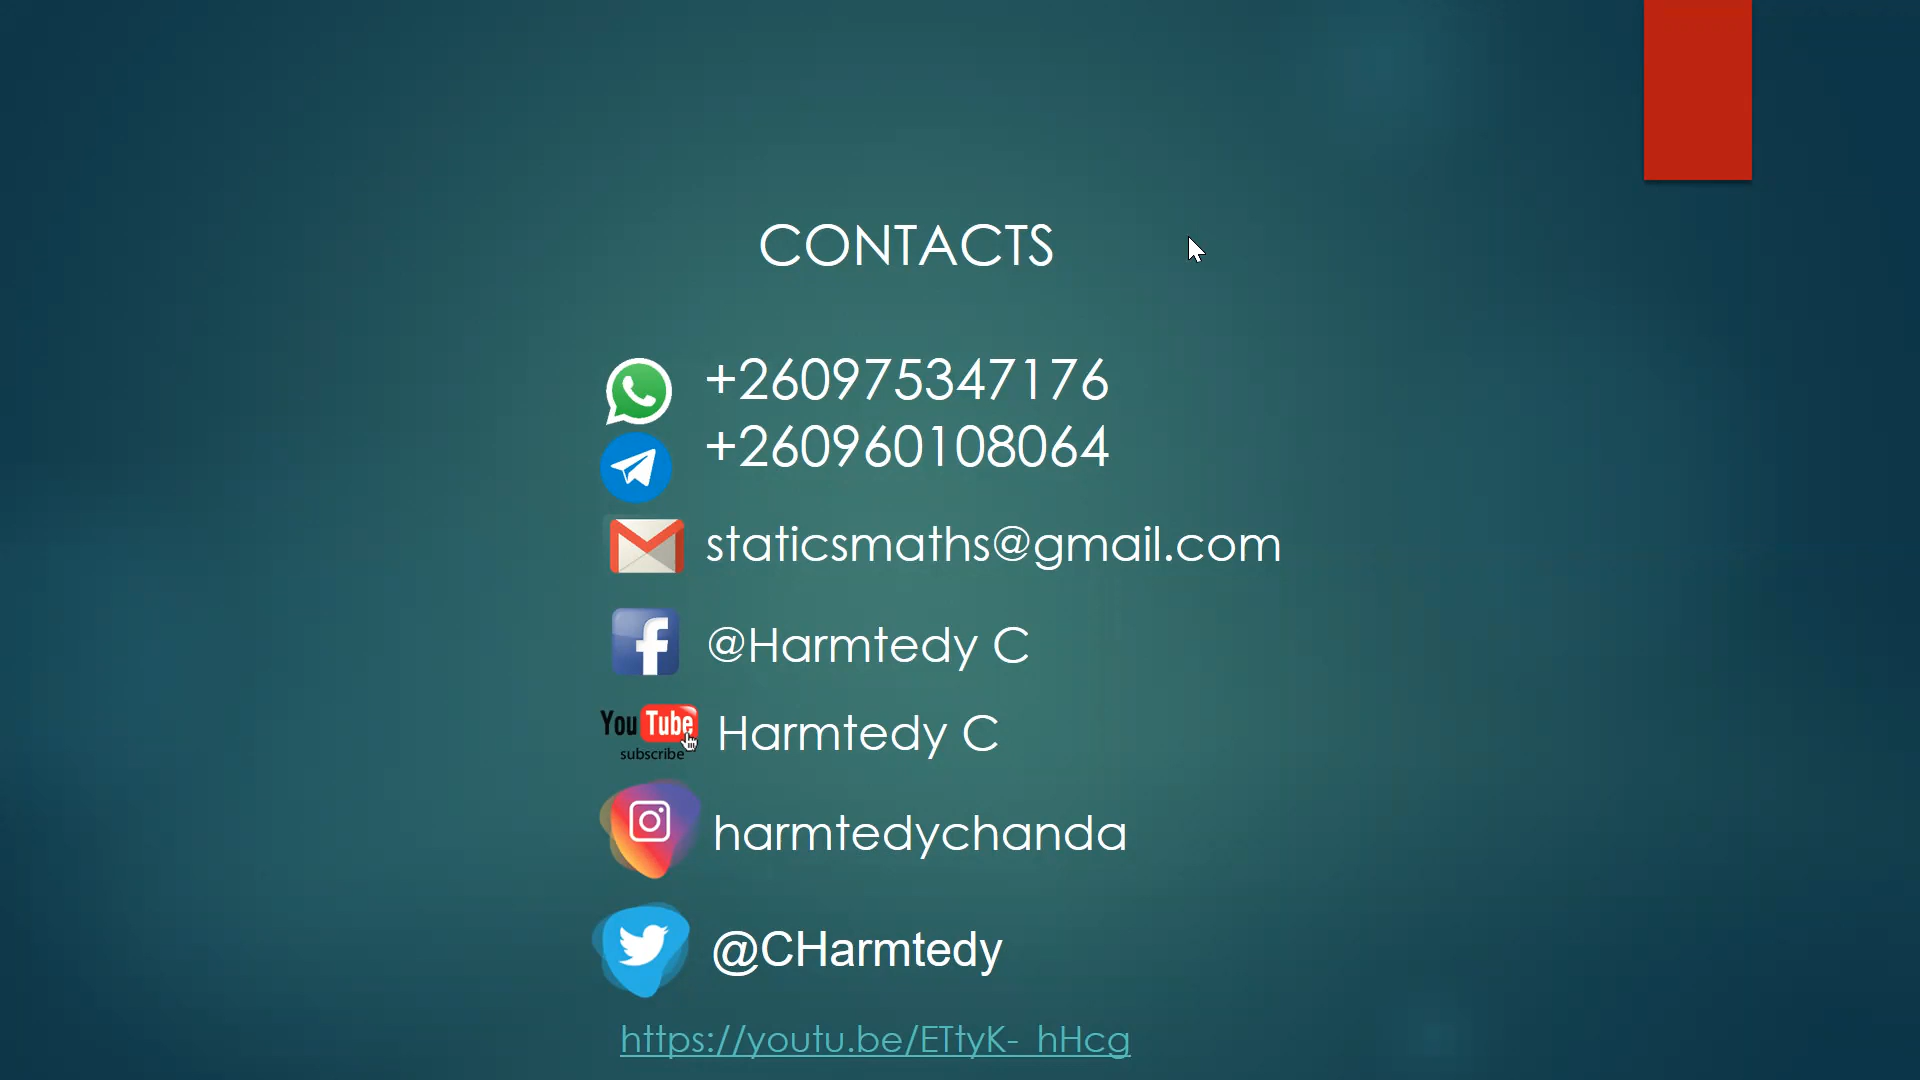 CONTACTS
+260975347176
+260960108064
staticsmaths@gmail.com
@Harmtedy C
You Tube
subscribe
Harmtedy C
harmtedychanda
@CHarmtedy
https://youtu.be/ETtyK-_hHcg